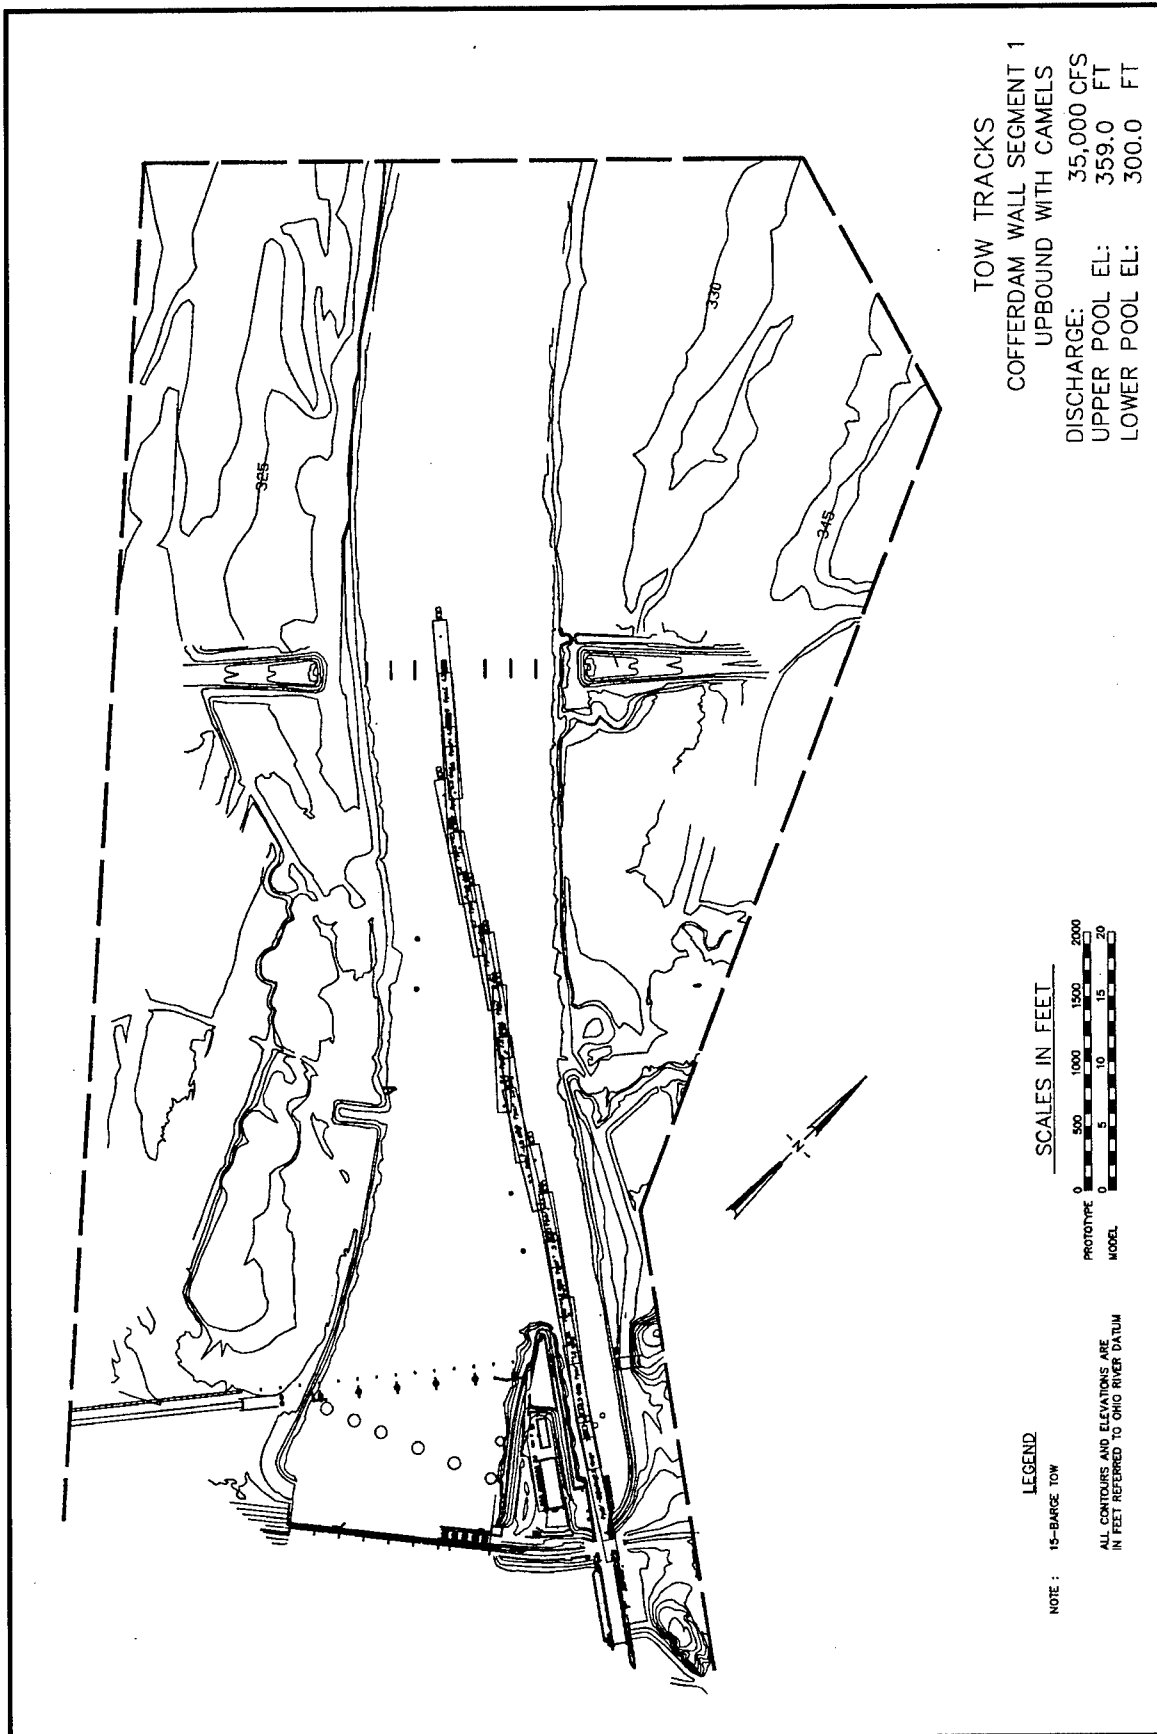 TOW TRACKS
COFFERDAM WALL SEGMENT 1
UPBOUND WITH CAMELS
DISCHARGE: 35,000 CFS
UPPER POOL EL: 359.0 FT
LOWER POOL EL: 300.0 FT
325
330
345
A
N
SCALES IN FEET
PROTOTYPE 0 500 1000 1500 2000
MODEL 0 5 10 15 20
LEGEND
NOTE : 15-BARGE TOW
ALL CONTOURS AND ELEVATIONS ARE
IN FEET REFERRED TO OHIO RIVER DATUM